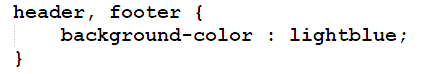 header, footer {
    background-color : lightblue;
}